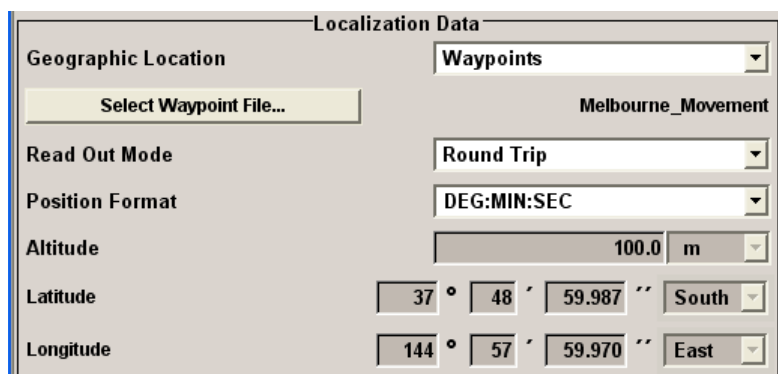 Localization Data
Geographic Location Waypoints
Select Waypoint File... Melbourne_Movement
Read Out Mode Round Trip
Position Format DEG:MIN:SEC
Altitude 100.0 m
Latitude 37 ° 48 ′ 59.987 ′′ South
Longitude 144 ° 57 ′ 59.970 ′′ East